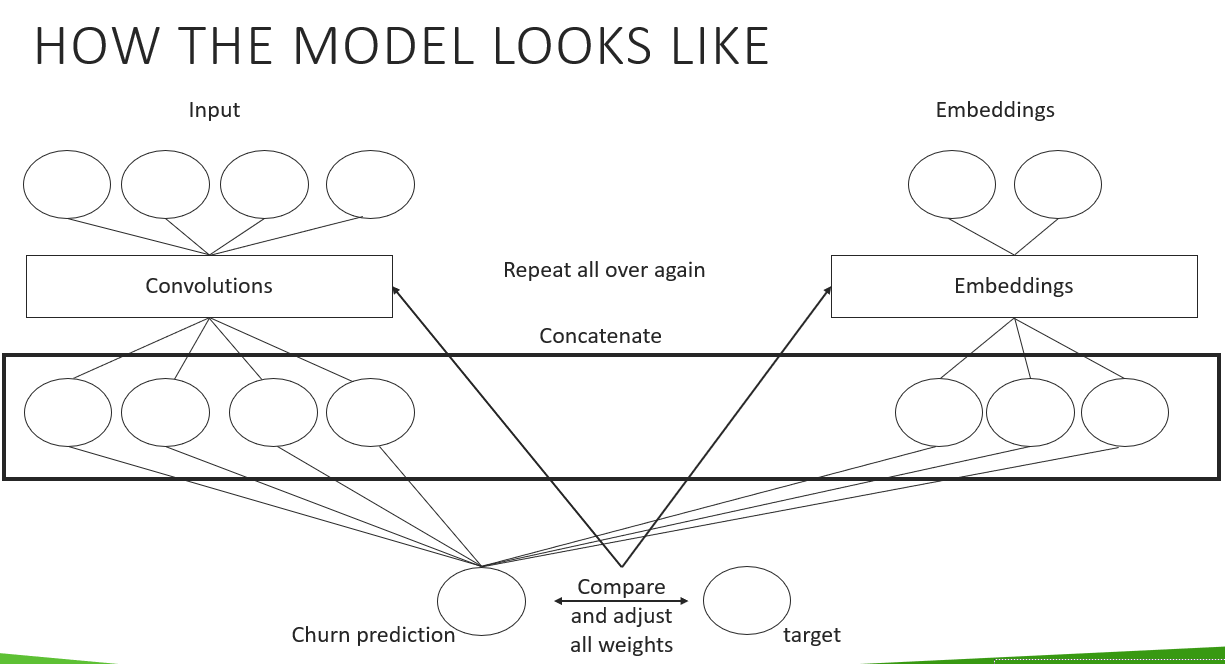 HOW THE MODEL LOOKS LIKE
Input
Embeddings
Convolutions
Repeat all over again
Embeddings
Concatenate
Churn prediction
Compare
and adjust
all weights
target